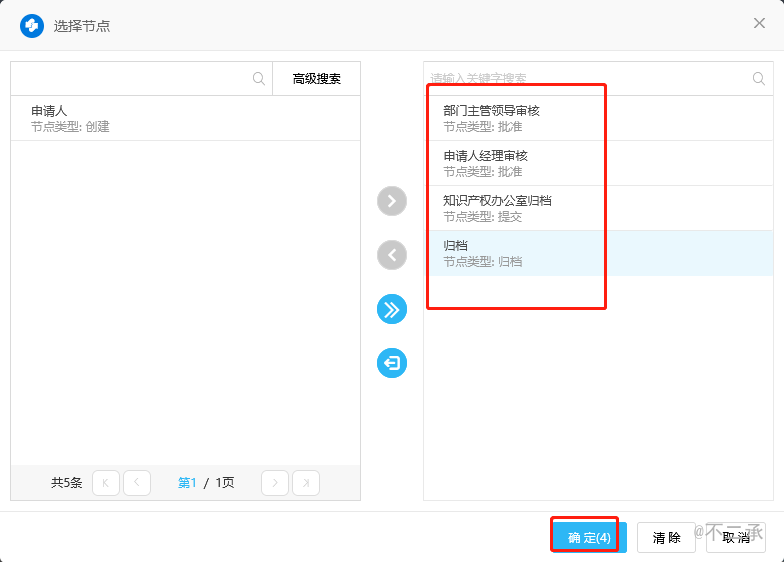 选择节点
高级搜索
请输入关键字搜索
申请人
节点类型: 创建
部门主管领导审核
节点类型: 批准
申请人经理审核
节点类型: 批准
知识产权办公室归档
节点类型: 提交
归档
节点类型: 归档
共5条
第1 / 1页
确 定(4)
清 除
取 消
@不二承